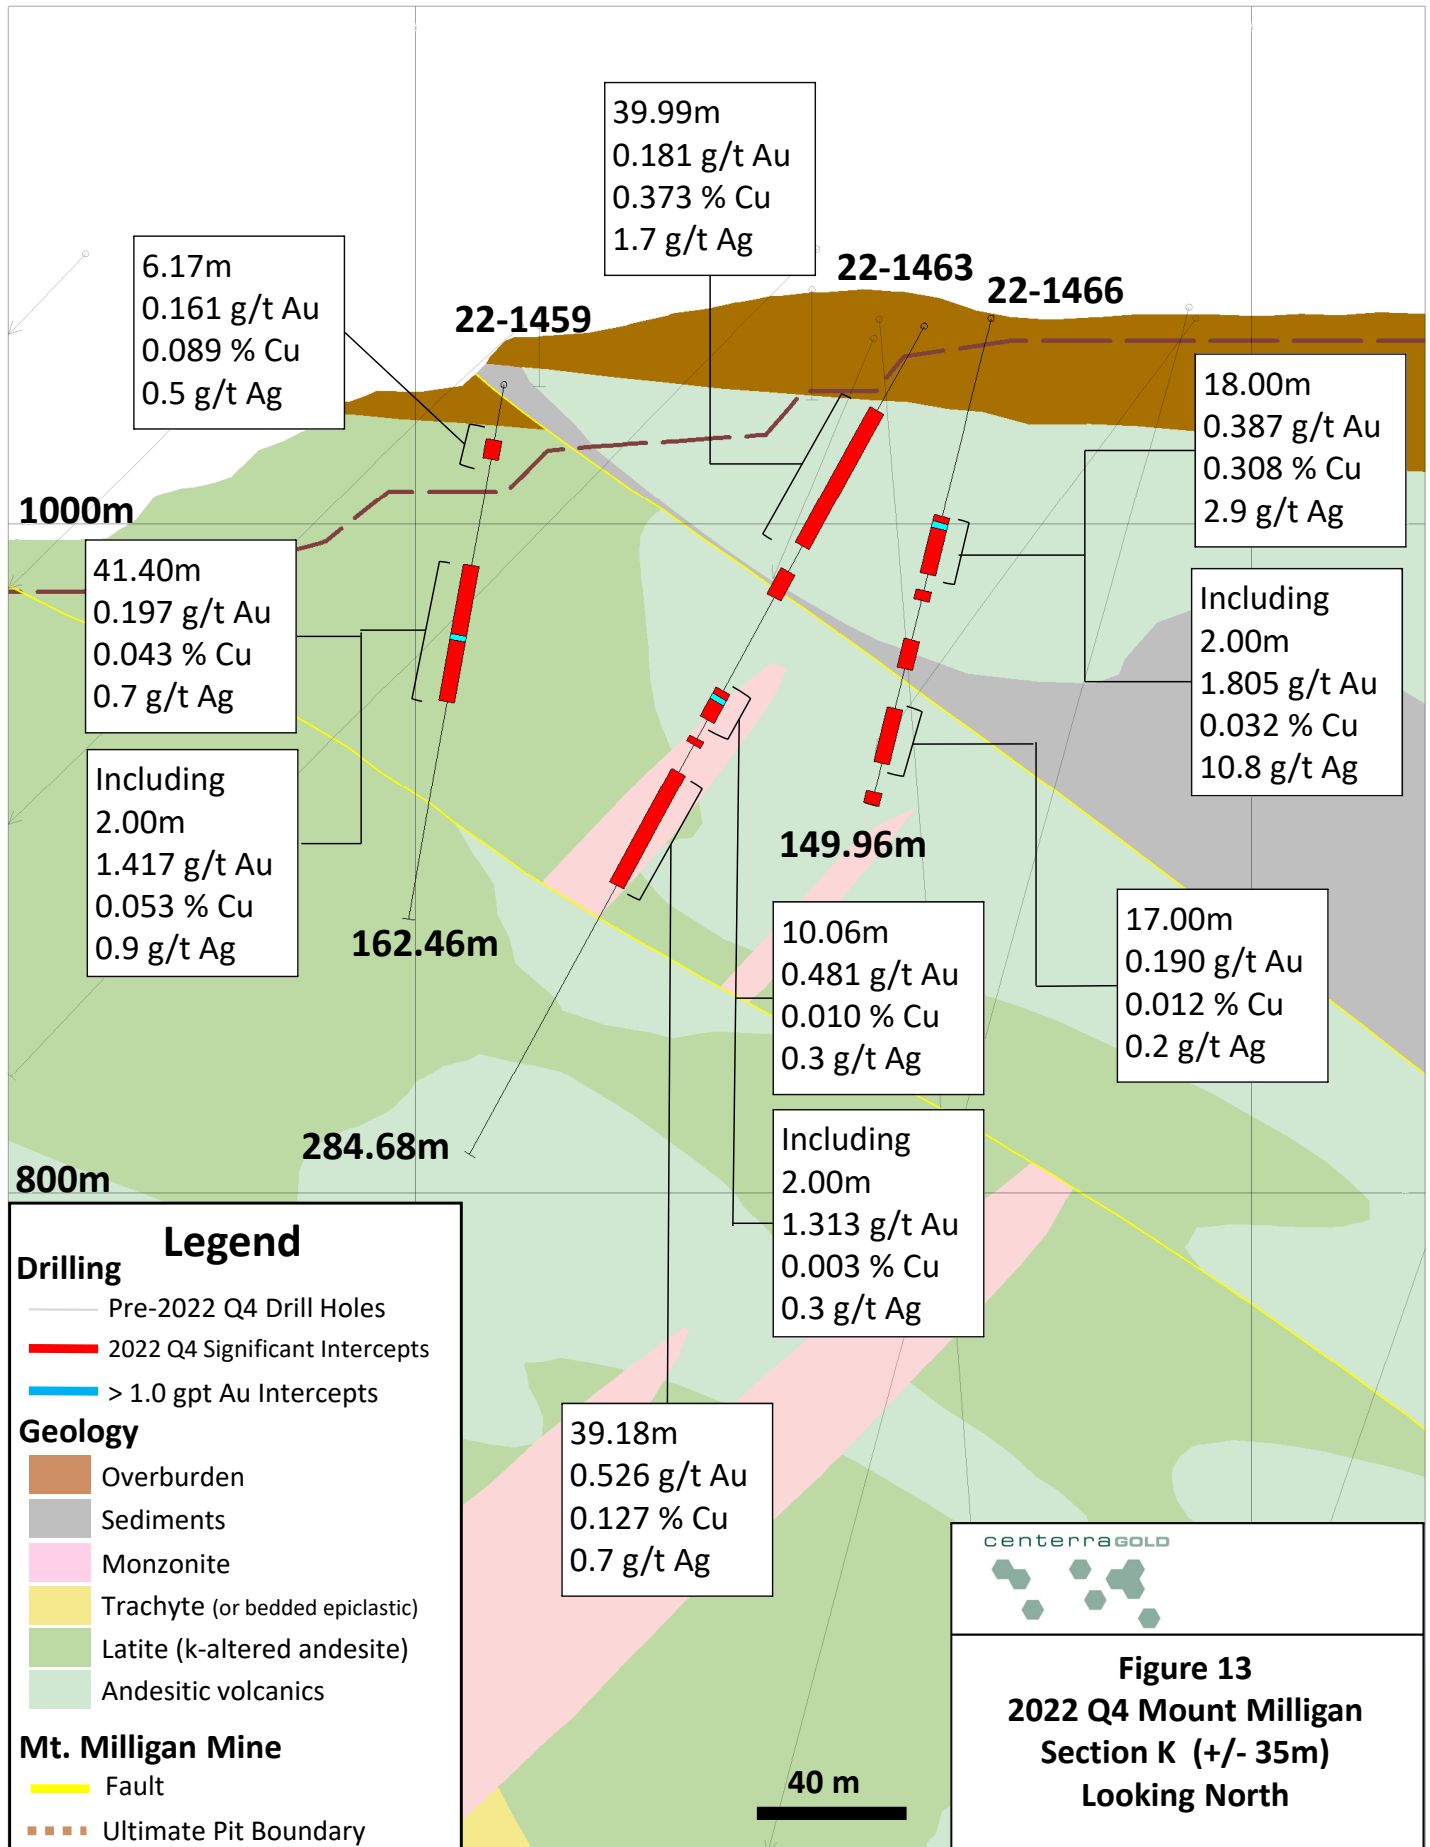 39.99m
0.181 g/t Au
0.373 % Cu
1.7 g/t Ag
6.17m
0.161 g/t Au
0.089 % Cu
0.5 g/t Ag
22-1459
22-1463
22-1466
18.00m
0.387 g/t Au
0.308 % Cu
2.9 g/t Ag
1000m
41.40m
0.197 g/t Au
0.043 % Cu
0.7 g/t Ag
Including
2.00m
1.805 g/t Au
0.032 % Cu
10.8 g/t Ag
Including
2.00m
1.417 g/t Au
0.053 % Cu
0.9 g/t Ag
149.96m
162.46m
10.06m
0.481 g/t Au
0.010 % Cu
0.3 g/t Ag
17.00m
0.190 g/t Au
0.012 % Cu
0.2 g/t Ag
284.68m
800m
Including
2.00m
1.313 g/t Au
0.003 % Cu
0.3 g/t Ag
39.18m
0.526 g/t Au
0.127 % Cu
0.7 g/t Ag
Legend
Drilling
Pre-2022 Q4 Drill Holes
2022 Q4 Significant Intercepts
> 1.0 gpt Au Intercepts
Geology
Overburden
Sediments
Monzonite
Trachyte (or bedded epiclastic)
Latite (k-altered andesite)
Andesitic volcanics
Mt. Milligan Mine
Fault
Ultimate Pit Boundary
40 m
centerraGOLD
Figure 13
2022 Q4 Mount Milligan
Section K (+/- 35m)
Looking North